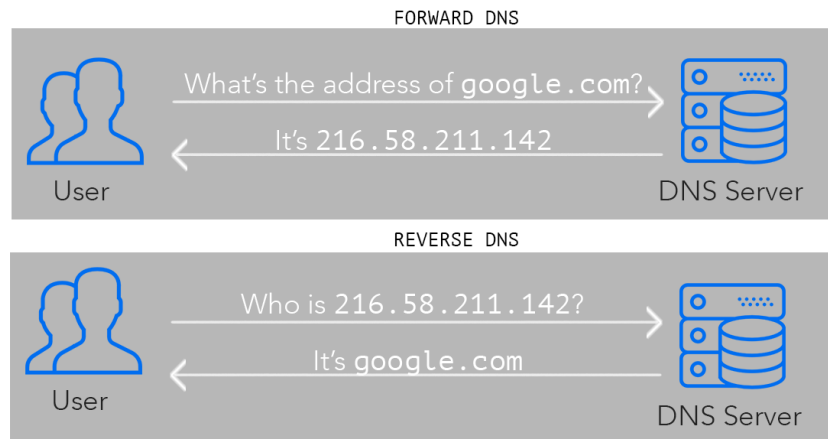 FORWARD DNS
What's the address of google.com?
It's 216.58.211.142
User
DNS Server
REVERSE DNS
Who is 216.58.211.142?
It's google.com
User
DNS Server